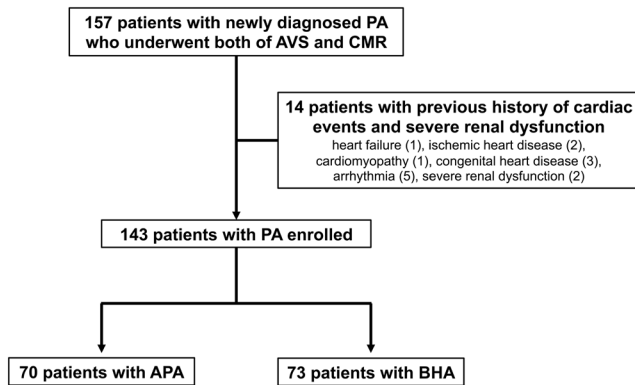 157 patients with newly diagnosed PA
who underwent both of AVS and CMR
14 patients with previous history of cardiac
events and severe renal dysfunction
heart failure (1), ischemic heart disease (2),
cardiomyopathy (1), congenital heart disease (3),
arrhythmia (5), severe renal dysfunction (2)
143 patients with PA enrolled
70 patients with APA
73 patients with BHA